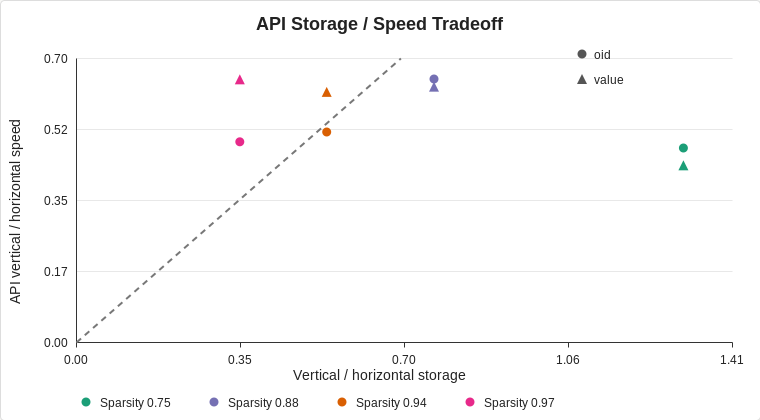 API Storage / Speed Tradeoff
oid
value
0.70
0.52
0.35
0.17
0.00
API vertical / horizontal speed
0.00 0.35 0.70 1.06 1.41
Vertical / horizontal storage
Sparsity 0.75 Sparsity 0.88 Sparsity 0.94 Sparsity 0.97